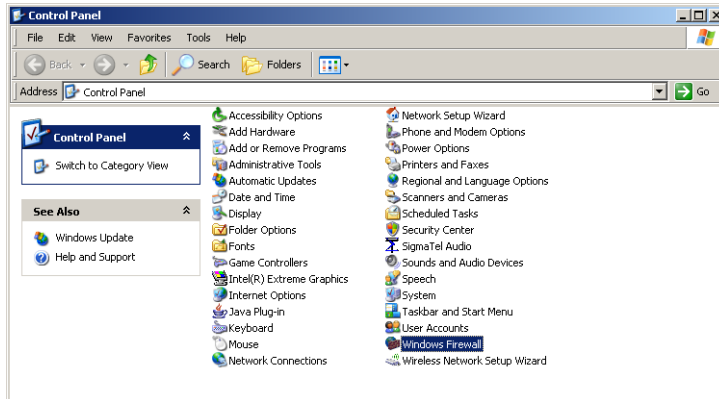 Control Panel
File Edit View Favorites Tools Help
Back Search Folders
Address Control Panel Go
Control Panel
Switch to Category View
See Also
Windows Update
Help and Support
Accessibility Options
Add Hardware
Add or Remove Programs
Administrative Tools
Automatic Updates
Date and Time
Display
Folder Options
Fonts
Game Controllers
Intel(R) Extreme Graphics
Internet Options
Java Plug-in
Keyboard
Mouse
Network Connections
Network Setup Wizard
Phone and Modem Options
Power Options
Printers and Faxes
Regional and Language Options
Scanners and Cameras
Scheduled Tasks
Security Center
SigmaTel Audio
Sounds and Audio Devices
Speech
System
Taskbar and Start Menu
User Accounts
Windows Firewall
Wireless Network Setup Wizard